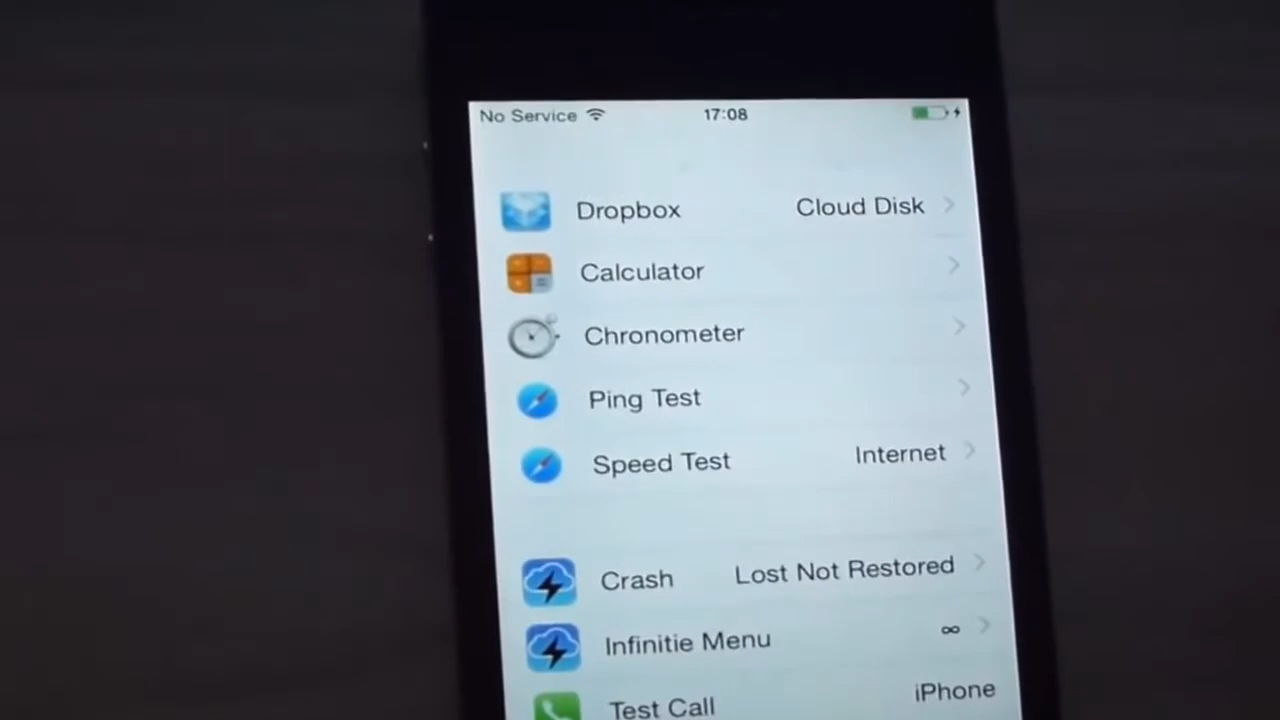 No Service 17:08
Dropbox Cloud Disk
Calculator
Chronometer
Ping Test
Speed Test Internet
Crash Lost Not Restored
Infinitie Menu ∞
Test Call iPhone